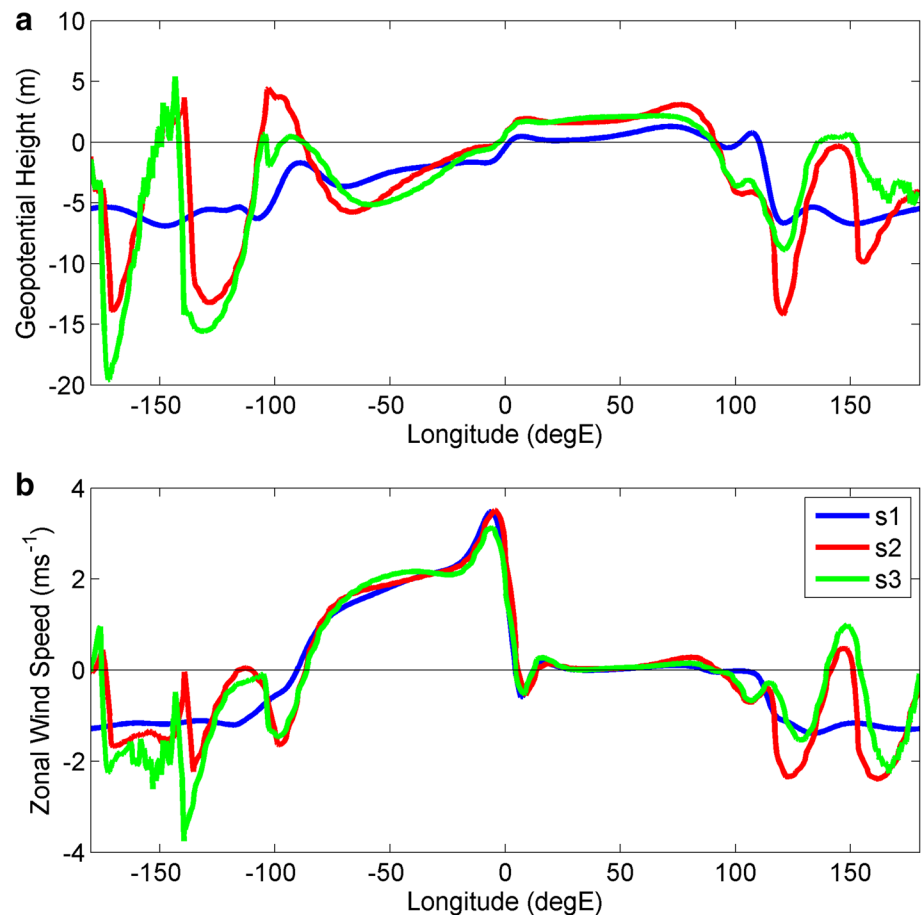 a
Geopotential Height (m)
10
5
0
-5
-10
-15
-20
-150 -100 -50 0 50 100 150
Longitude (degE)
b
Zonal Wind Speed (ms-1)
4
2
0
-2
-4
s1
s2
s3
-150 -100 -50 0 50 100 150
Longitude (degE)